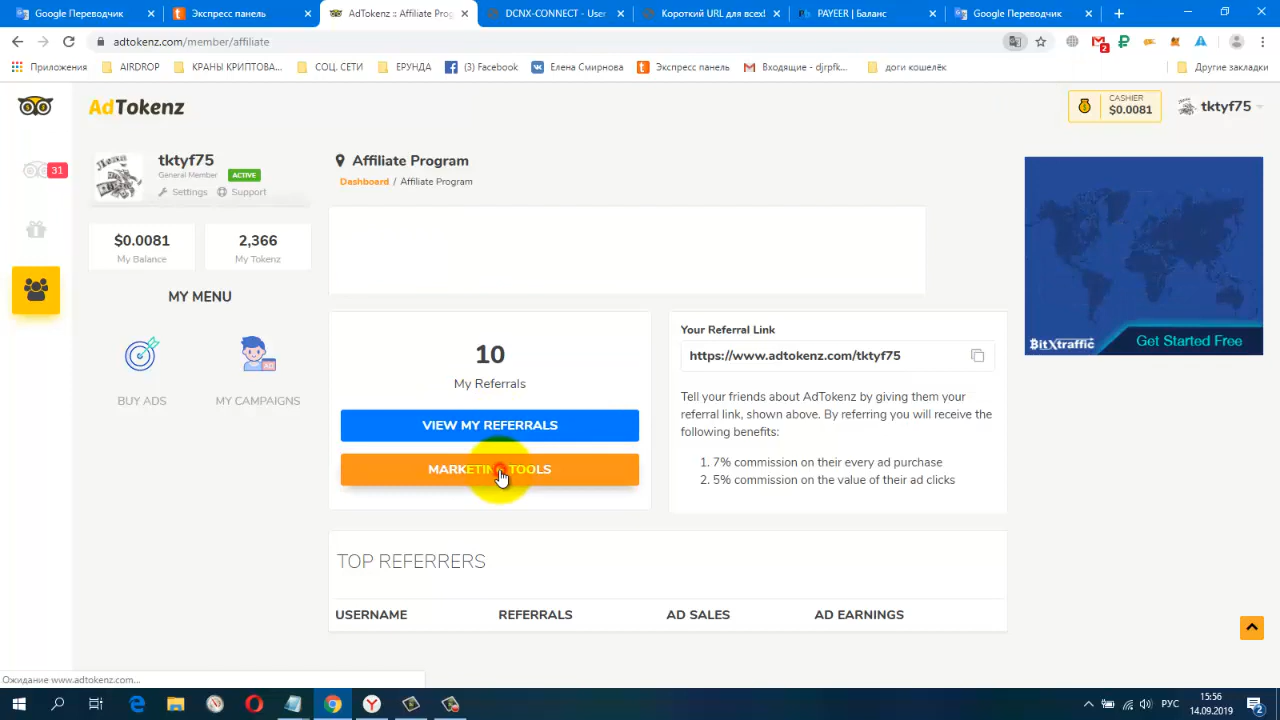 Google Переводчик
Экспресс панель
AdTokenz :: Affiliate Prog
DCNX-CONNECT - User
Короткий URL для всех!
PAYEER | Баланс
Google Переводчик
adtokenz.com/member/affiliate
2
Приложения
AIRDROP
КРАНЫ КРИПТОВА...
СОЦ. СЕТИ
ЕРУНДА
(3) Facebook
Елена Смирнова
Экспресс панель
Входящие - djrpfk...
доги кошелёк
Другие закладки
AdTokenz
CASHIER
$0.0081
tktyf75
31
tktyf75
General Member
ACTIVE
Settings
Support
Affiliate Program
Dashboard / Affiliate Program
$0.0081
My Balance
2,366
My Tokenz
MY MENU
BUY ADS
MY CAMPAIGNS
10
My Referrals
VIEW MY REFERRALS
MARKETING TOOLS
Your Referral Link
https://www.adtokenz.com/tktyf75
Tell your friends about AdTokenz by giving them your
referral link, shown above. By referring you will receive the
following benefits:
1. 7% commission on their every ad purchase
2. 5% commission on the value of their ad clicks
BitXtraffic
Get Started Free
TOP REFERRERS
USERNAME
REFERRALS
AD SALES
AD EARNINGS
Ожидание www.adtokenz.com...
РУС
15:56
14.09.2019
2